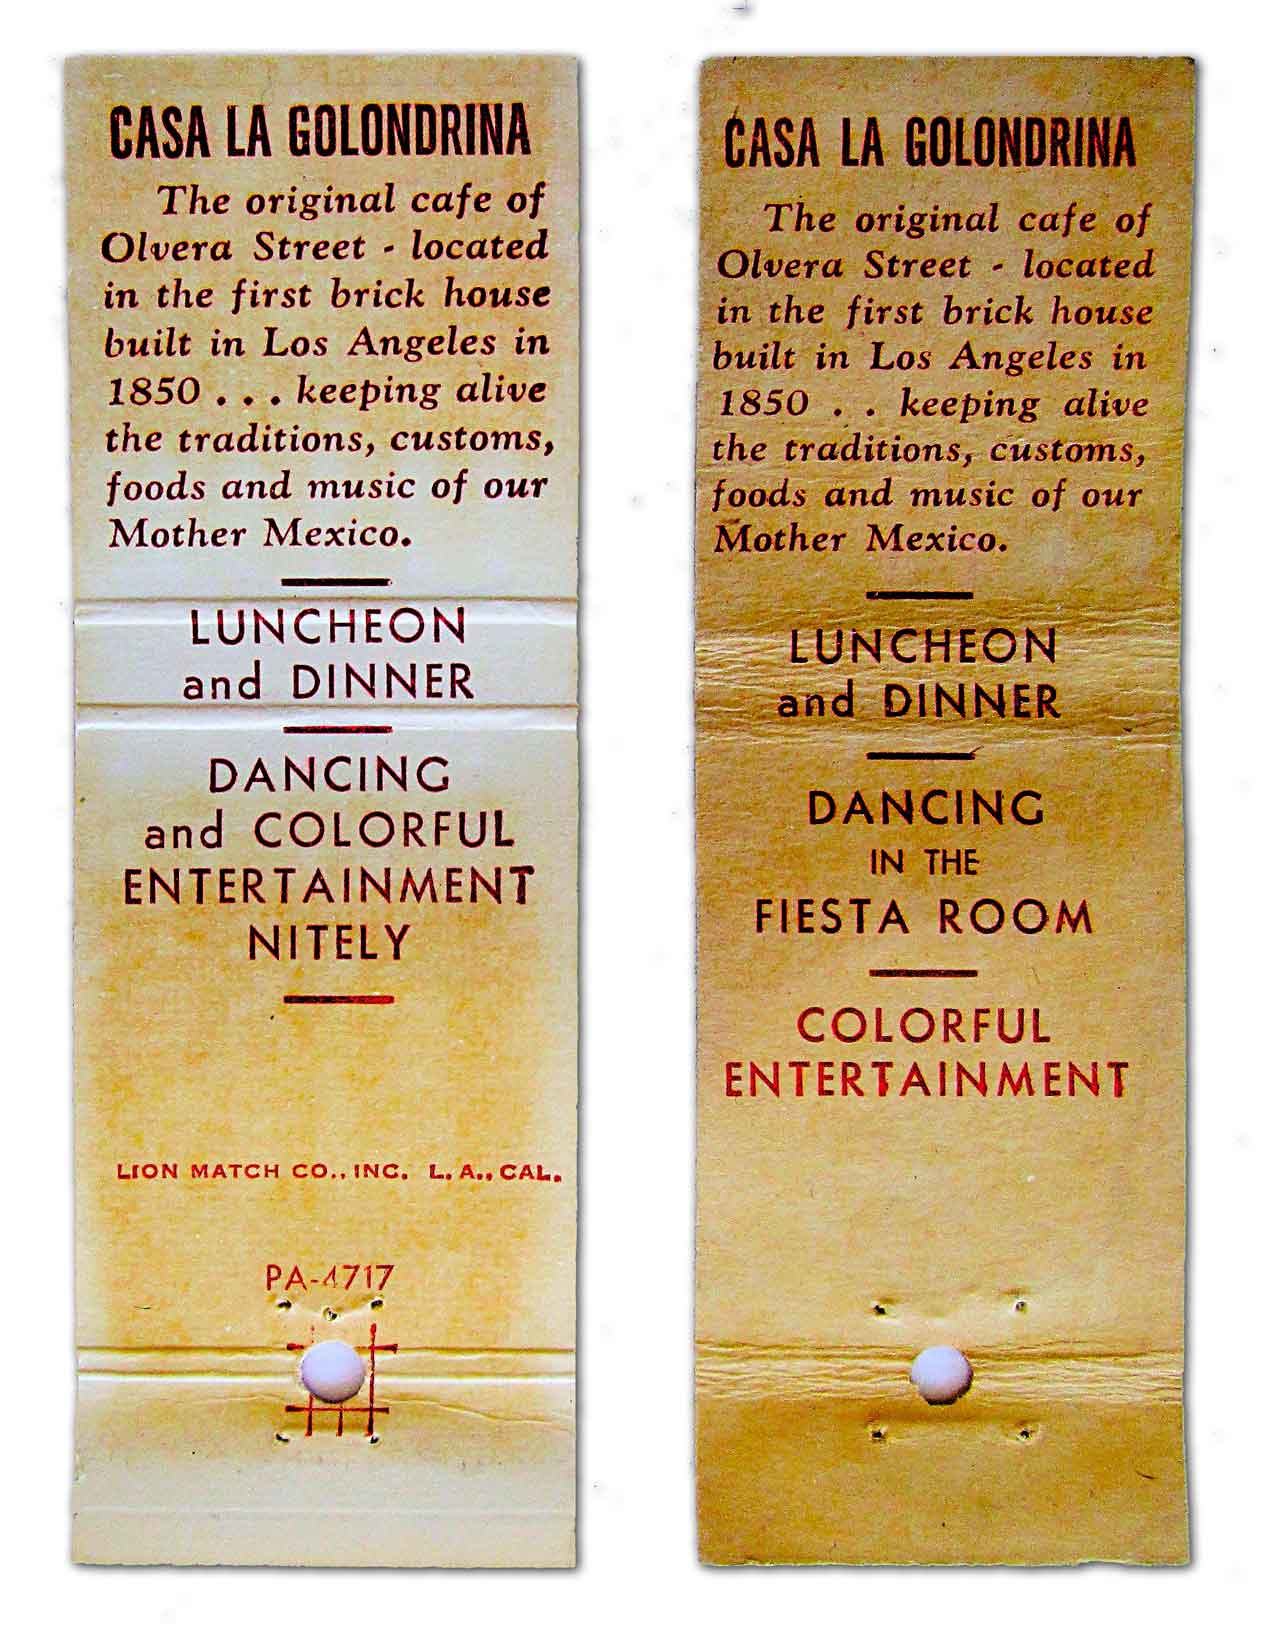 CASA LA GOLONDRINA
The original cafe of
Olvera Street - located
in the first brick house
built in Los Angeles in
1850 . . . keeping alive
the traditions, customs,
foods and music of our
Mother Mexico.
LUNCHEON
and DINNER
DANCING
and COLORFUL
ENTERTAINMENT
NITELY
LION MATCH CO., INC. L. A., CAL.
PA-4717
CASA LA GOLONDRINA
The original cafe of
Olvera Street - located
in the first brick house
built in Los Angeles in
1850 . . keeping alive
the traditions, customs,
foods and music of our
Mother Mexico.
LUNCHEON
and DINNER
DANCING
IN THE
FIESTA ROOM
COLORFUL
ENTERTAINMENT